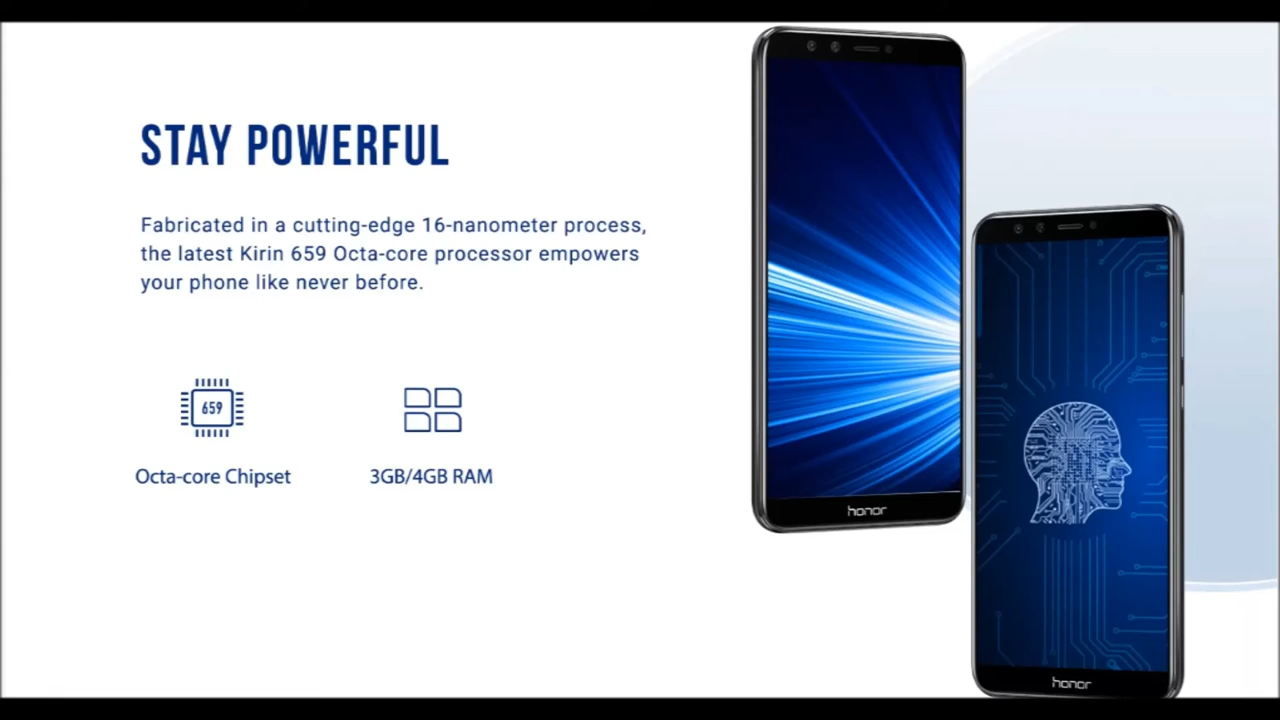 STAY POWERFUL
Fabricated in a cutting-edge 16-nanometer process,
the latest Kirin 659 Octa-core processor empowers
your phone like never before.
659
Octa-core Chipset
3GB/4GB RAM
honor
honor